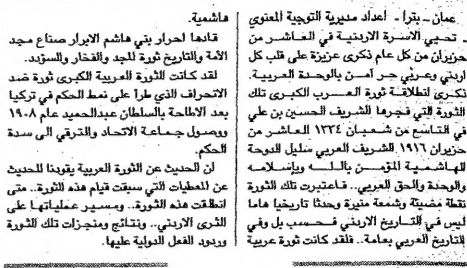 عمان - بترا - أعداد مديرية التوجية المعنوي
- تحيي الاسرة الاردنية في العاشر من
حزيران من كل عام ذكرى عزيزة على قلب كل
أردني وعربي حر آمن بالوحدة العربية.
ذكرى انطلاقة ثورة العرب الكبرى تلك
الثورة التي فجرها الشريف الحسين بن علي
في التاسع من شعبان ١٣٣٤ العاشر من
حزيران ١٩١٦ الشريف العربي سليل الدوحة
الهاشمية المؤمن بالله وبإسلامه
والوحدة والحق العربي.. فاعتبرت تلك الثورة
نقطة مضيئة وشمعة منيرة وحدثا تاريخيا هاما
ليس في التاريخ الاردني فحسب بل وفي
التاريخ العربي بعامة.. فلقد كانت ثورة عربية
هاشمية.
قادها احرار بني هاشم الابرار صناع مجد
الأمة والتاريخ ثورة للمجد والفخار والسؤدد.
لقد كانت الثورة العربية الكبرى ثورة ضد
الانحراف الذي طرأ على نمط الحكم في تركيا
بعد الاطاحة بالسلطان عبدالحميد عام ١٩٠٨
ووصول جماعة الاتحاد والترقي الى سدة
الحكم.
أن الحديث عن الثورة العربية يقودنا للحديث
عن المعطيات التي سبقت قيام هذه الثورة.. متى
انطلقت هذه الثورة.. ومسير عملياتها على
الثرى الاردني.. ونتائج ومنجزات تلك الثورة
وردود الفعل الدولية عليها.